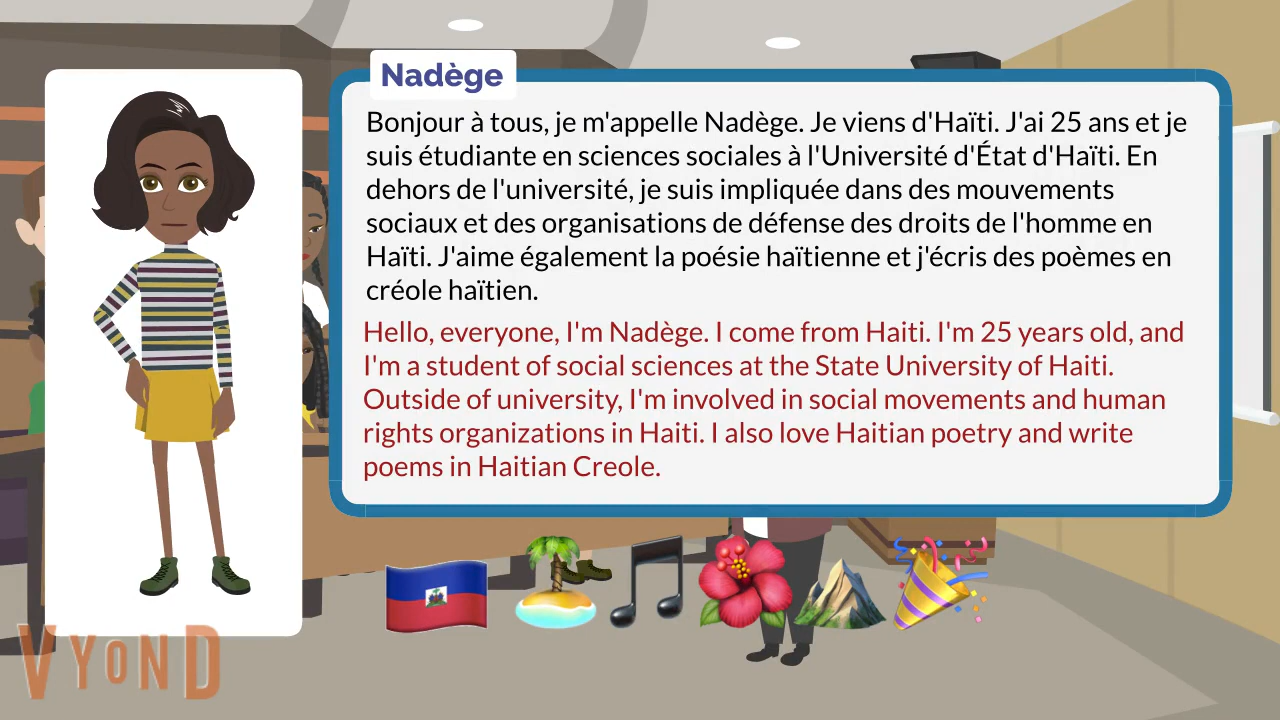 Nadège
Bonjour à tous, je m'appelle Nadège. Je viens d'Haïti. J'ai 25 ans et je
suis étudiante en sciences sociales à l'Université d'État d'Haïti. En
dehors de l'université, je suis impliquée dans des mouvements
sociaux et des organisations de défense des droits de l'homme en
Haïti. J'aime également la poésie haïtienne et j'écris des poèmes en
créole haïtien.
Hello, everyone, I'm Nadège. I come from Haiti. I'm 25 years old, and
I'm a student of social sciences at the State University of Haiti.
Outside of university, I'm involved in social movements and human
rights organizations in Haiti. I also love Haitian poetry and write
poems in Haitian Creole.
VYOND